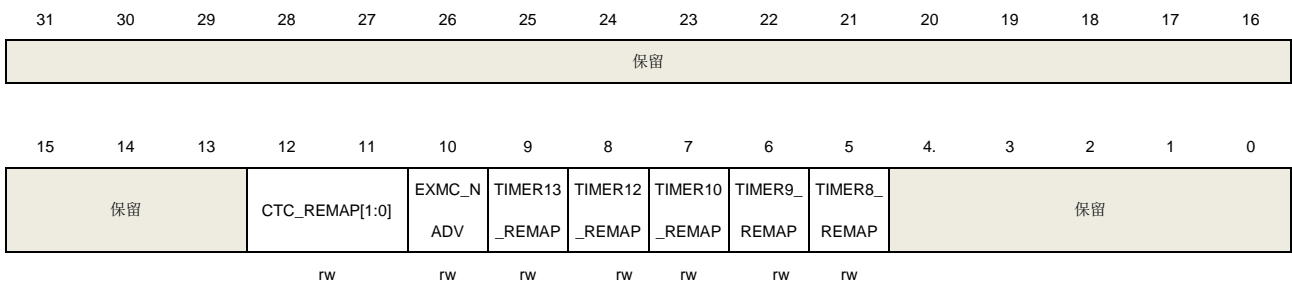 31 30 29 28 27 26 25 24 23 22 21 20 19 18 17 16
保留
15 14 13 12 11 10 9 8 7 6 5 4. 3 2 1 0
保留 CTC_REMAP[1:0] EXMC_N TIMER13 TIMER12 TIMER10 TIMER9_ TIMER8_ 保留
ADV _REMAP _REMAP _REMAP REMAP REMAP
rw rw rw rw rw rw rw